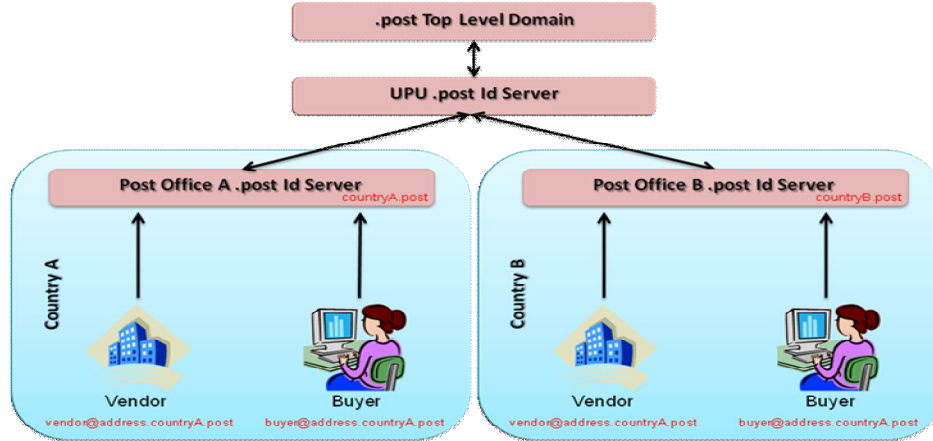 .post Top Level Domain
UPU .post Id Server
Post Office A .post Id Server
countryA.post
Post Office B .post Id Server
countryB.post
Country A
Country B
Vendor
Buyer
Vendor
Buyer
vendor@address.countryA.post
buyer@address.countryA.post
vendor@address.countryA.post
buyer@address.countryA.post